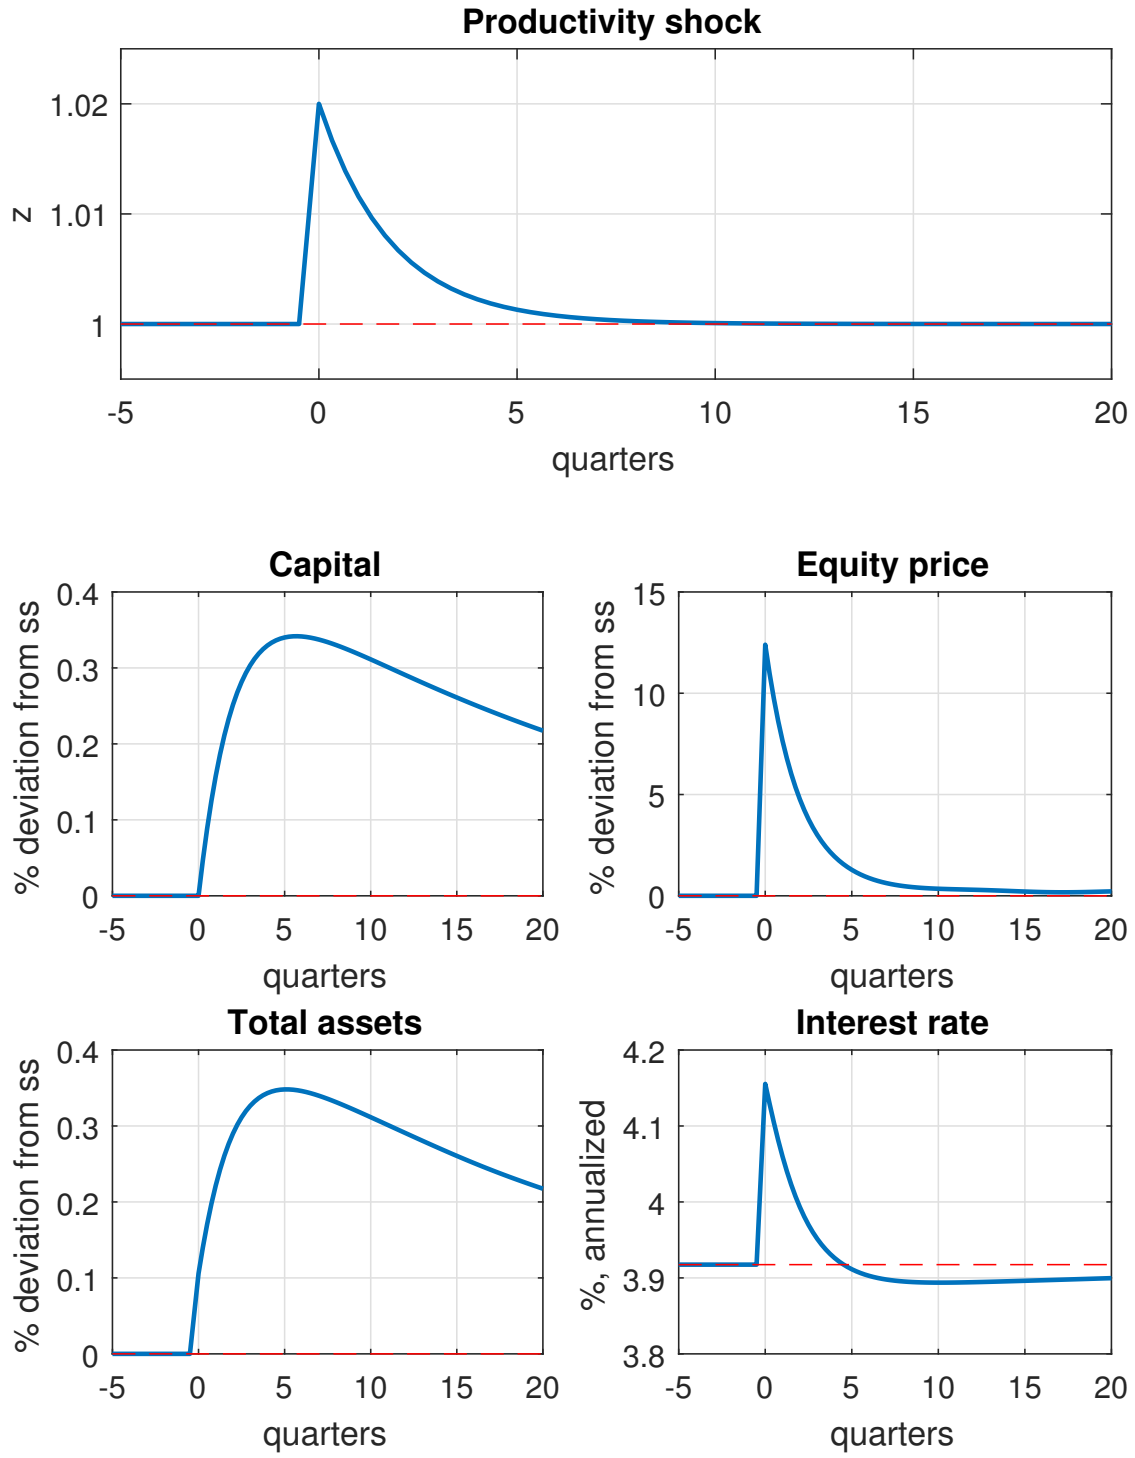 Productivity shock
z
1.02
1.01
1
-5 0 5 10 15 20
quarters
Capital
% deviation from ss
0.4
0.3
0.2
0.1
0
-5 0 5 10 15 20
quarters
Equity price
% deviation from ss
15
10
5
0
-5 0 5 10 15 20
quarters
Total assets
% deviation from ss
0.4
0.3
0.2
0.1
0
-5 0 5 10 15 20
quarters
Interest rate
%, annualized
4.2
4.1
4
3.9
3.8
-5 0 5 10 15 20
quarters